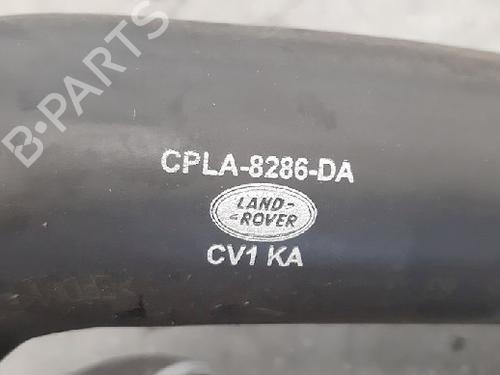 B-PARTS
CPLA-8286-DA
LAND-
-ROVER
CV1 KA